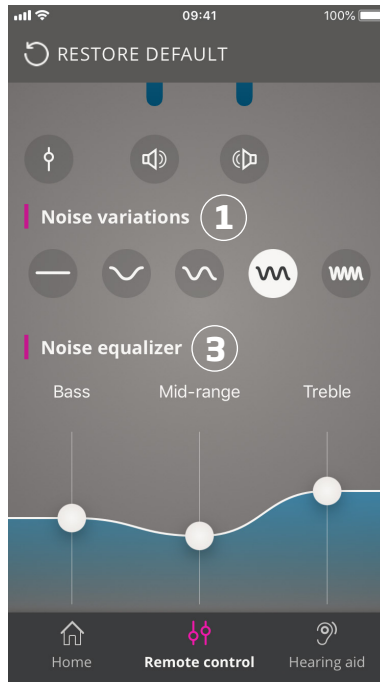 09:41
100%
RESTORE DEFAULT
Noise variations 1
Noise equalizer 3
Bass Mid-range Treble
Home Remote control Hearing aid